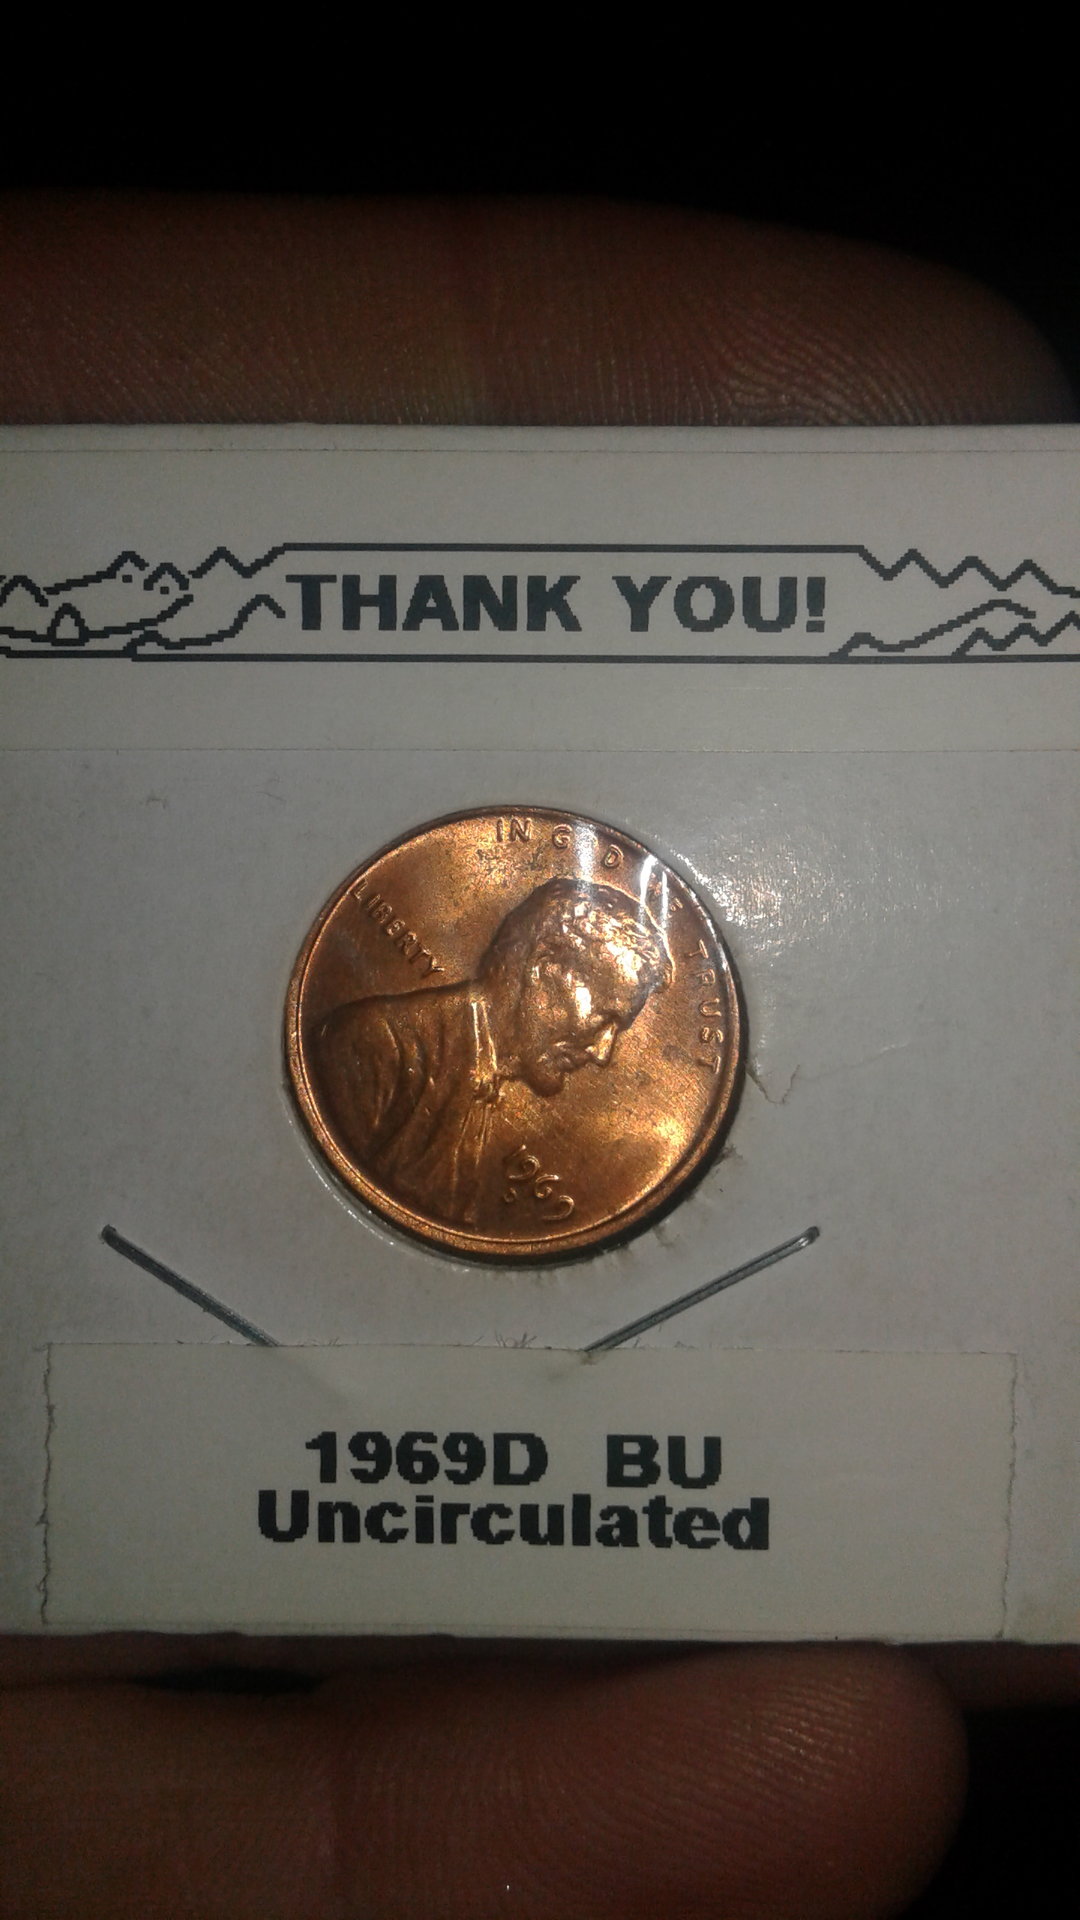 THANK YOU!
IN GOD WE TRUST
LIBERTY
1969
1969D BU
Uncirculated